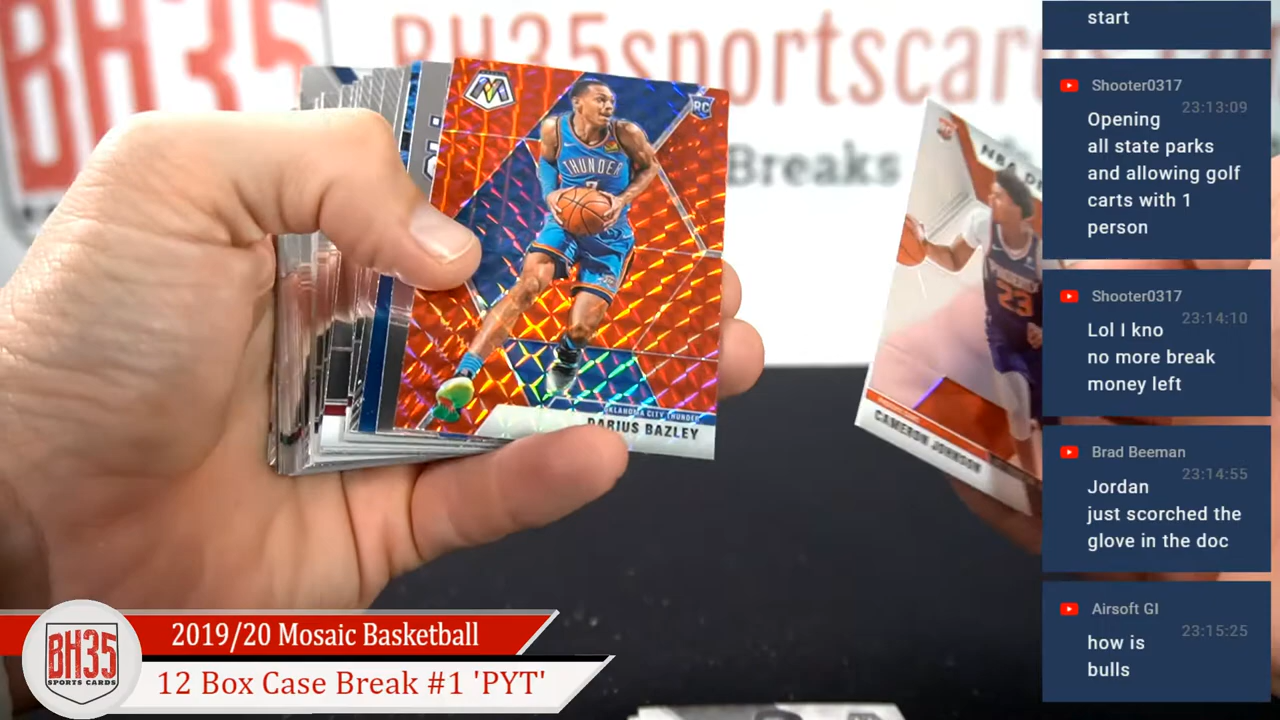 BH35
BH35sportscards
Breaks
RC
THUNDER
OKLAHOMA CITY THUNDER
DARIUS BAZLEY
NBA
23
CAMERON JOHNSON
BH35
SPORTS CARDS
2019/20 Mosaic Basketball
12 Box Case Break #1 'PYT'
start
Shooter0317
23:13:09
Opening
all state parks
and allowing golf
carts with 1
person
Shooter0317
23:14:10
Lol I kno
no more break
money left
Brad Beeman
23:14:55
Jordan
just scorched the
glove in the doc
Airsoft GI
23:15:25
how is
bulls